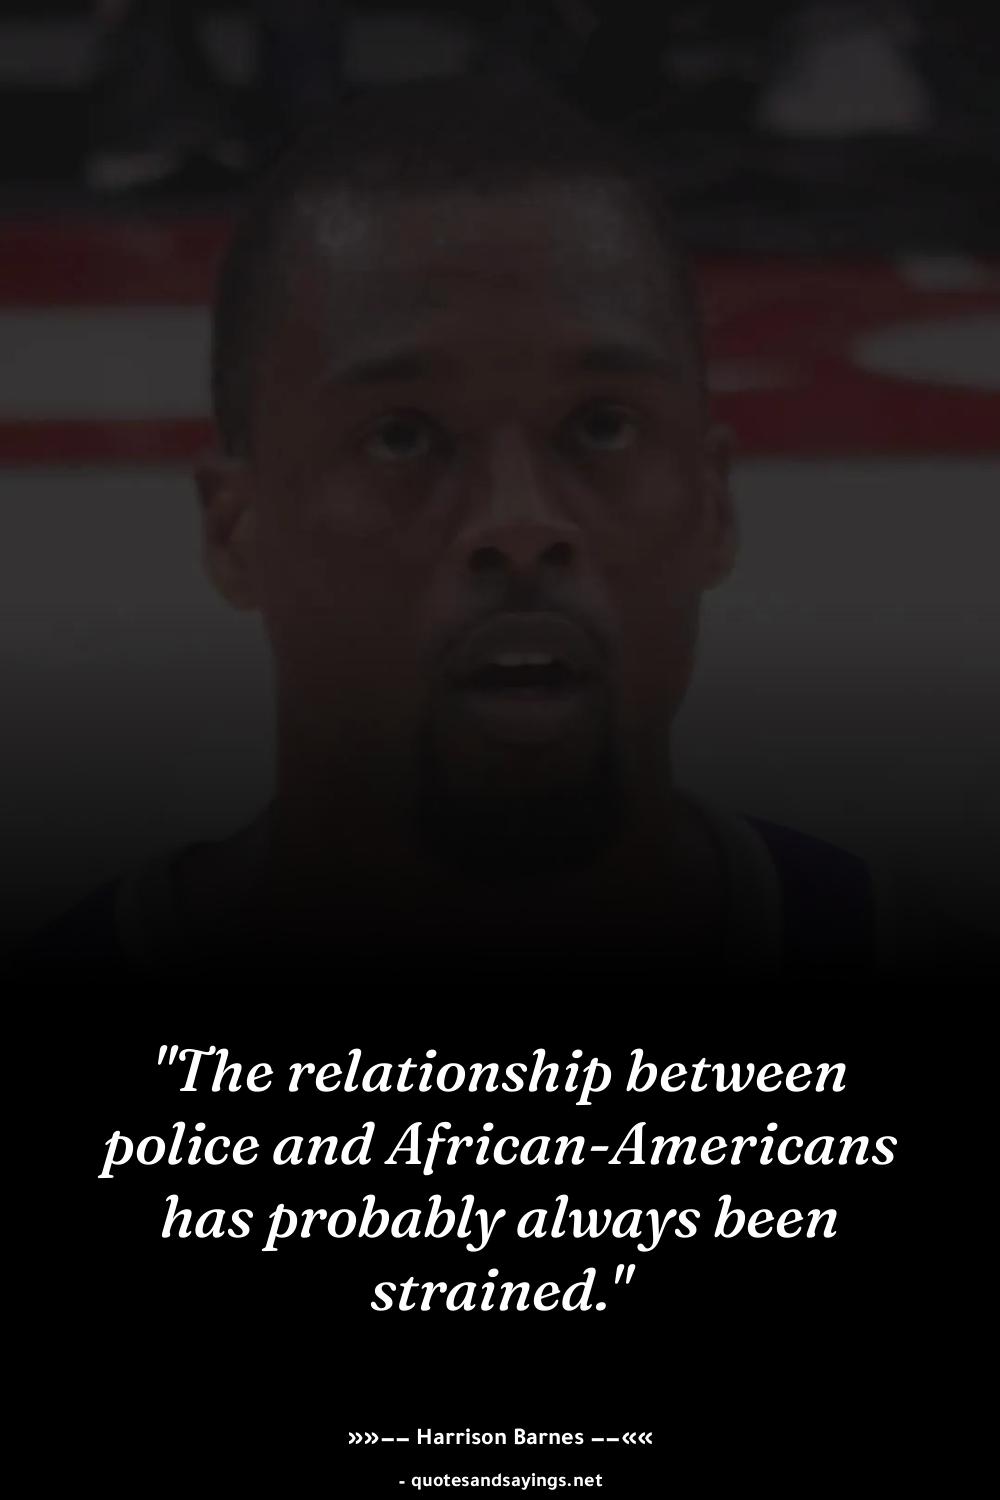 "The relationship between
police and African-Americans
has probably always been
strained."
»»–– Harrison Barnes ––««
- quotesandsayings.net